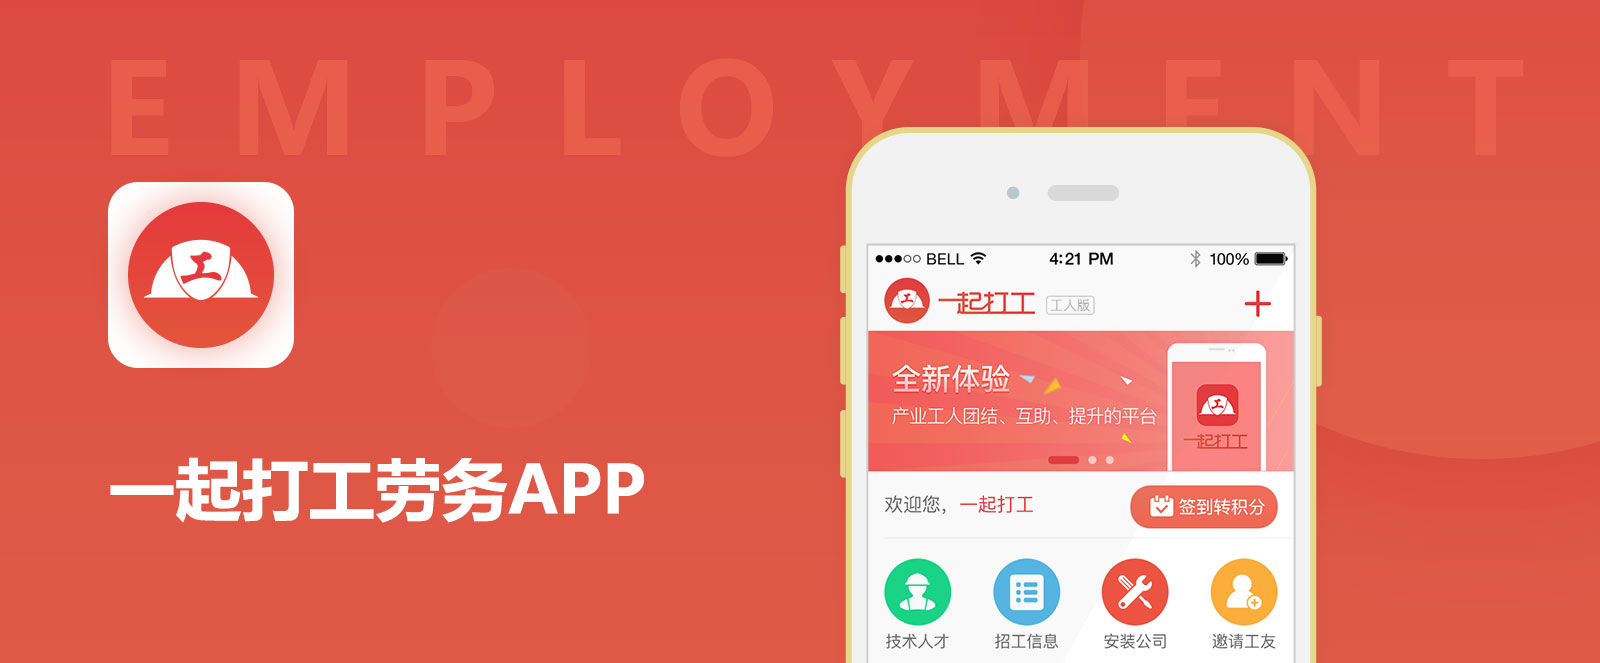 EMPLOYMENT
工
一起打工劳务APP
BELL 4:21 PM 100%
工 一起打工 工人版
全新体验
产业工人团结、互助、提升的平台
工
一起打工
欢迎您，一起打工 签到转积分
技术人才 招工信息 安装公司 邀请工友